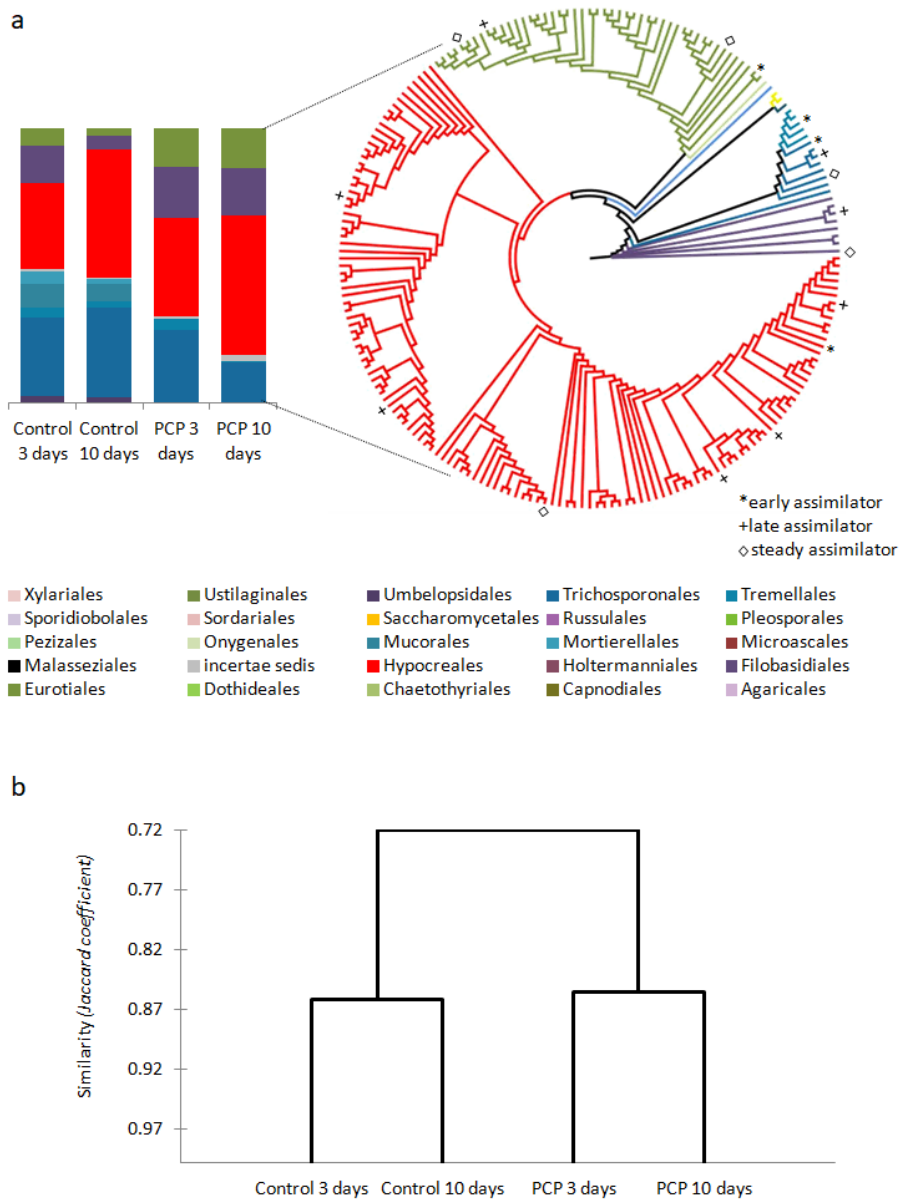 a
Control 3 days
Control 10 days
PCP 3 days
PCP 10 days
*early assimilator
+late assimilator
◇ steady assimilator
Xylariales Ustilaginales Umbelopsidales Trichosporonales Tremellales
Sporidiobolales Sordariales Saccharomycetales Russulales Pleosporales
Pezizales Onygenales Mucorales Mortierellales Microascales
Malasseziales incertae sedis Hypocreales Holtermanniales Filobasidiales
Eurotiales Dothideales Chaetothyriales Capnodiales Agaricales
b
Similarity (Jaccard coefficient)
0.72
0.77
0.82
0.87
0.92
0.97
Control 3 days Control 10 days PCP 3 days PCP 10 days